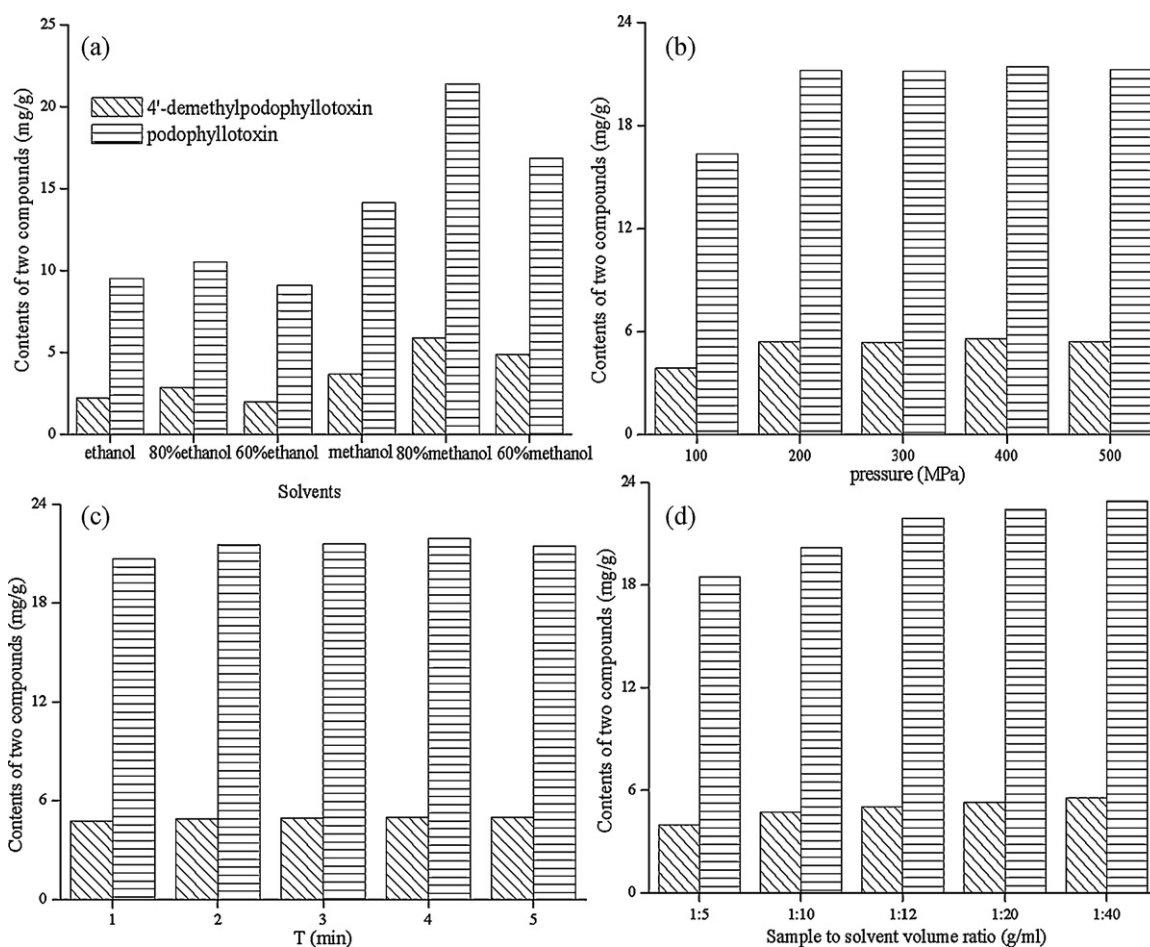 (a)
25
20
15
10
5
0
Contents of two compounds (mg/g)
4'-demethylpodophyllotoxin
podophyllotoxin
ethanol 80%ethanol 60%ethanol methanol 80%methanol 60%methanol
Solvents
(b)
24
18
12
6
0
Contents of two compounds (mg/g)
100 200 300 400 500
pressure (MPa)
(c)
24
18
12
6
0
Contents of two compounds (mg/g)
1 2 3 4 5
T (min)
(d)
24
18
12
6
0
Contents of two compounds (mg/g)
1:5 1:10 1:12 1:20 1:40
Sample to solvent volume ratio (g/ml)